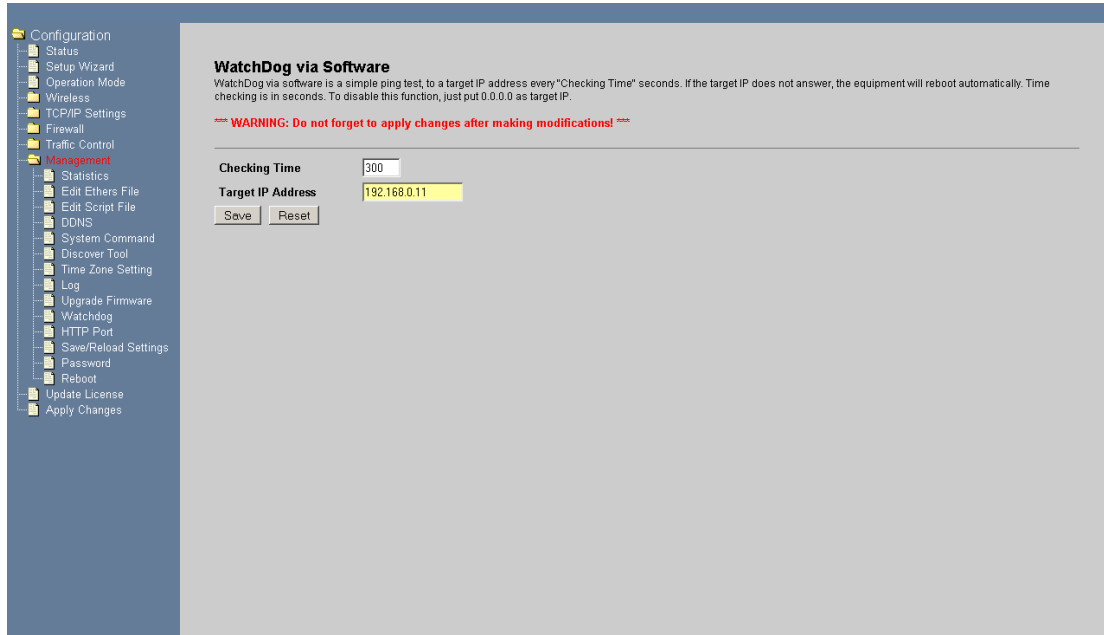 Configuration
Status
Setup Wizard
Operation Mode
Wireless
TCP/IP Settings
Firewall
Traffic Control
Management
Statistics
Edit Ethers File
Edit Script File
DDNS
System Command
Discover Tool
Time Zone Setting
Log
Upgrade Firmware
Watchdog
HTTP Port
Save/Reload Settings
Password
Reboot
Update License
Apply Changes
WatchDog via Software
WatchDog via software is a simple ping test, to a target IP address every "Checking Time" seconds. If the target IP does not answer, the equipment will reboot automatically. Time
checking is in seconds. To disable this function, just put 0.0.0.0 as target IP.
*** WARNING: Do not forget to apply changes after making modifications! ***
Checking Time 300
Target IP Address 192.168.0.11
Save Reset